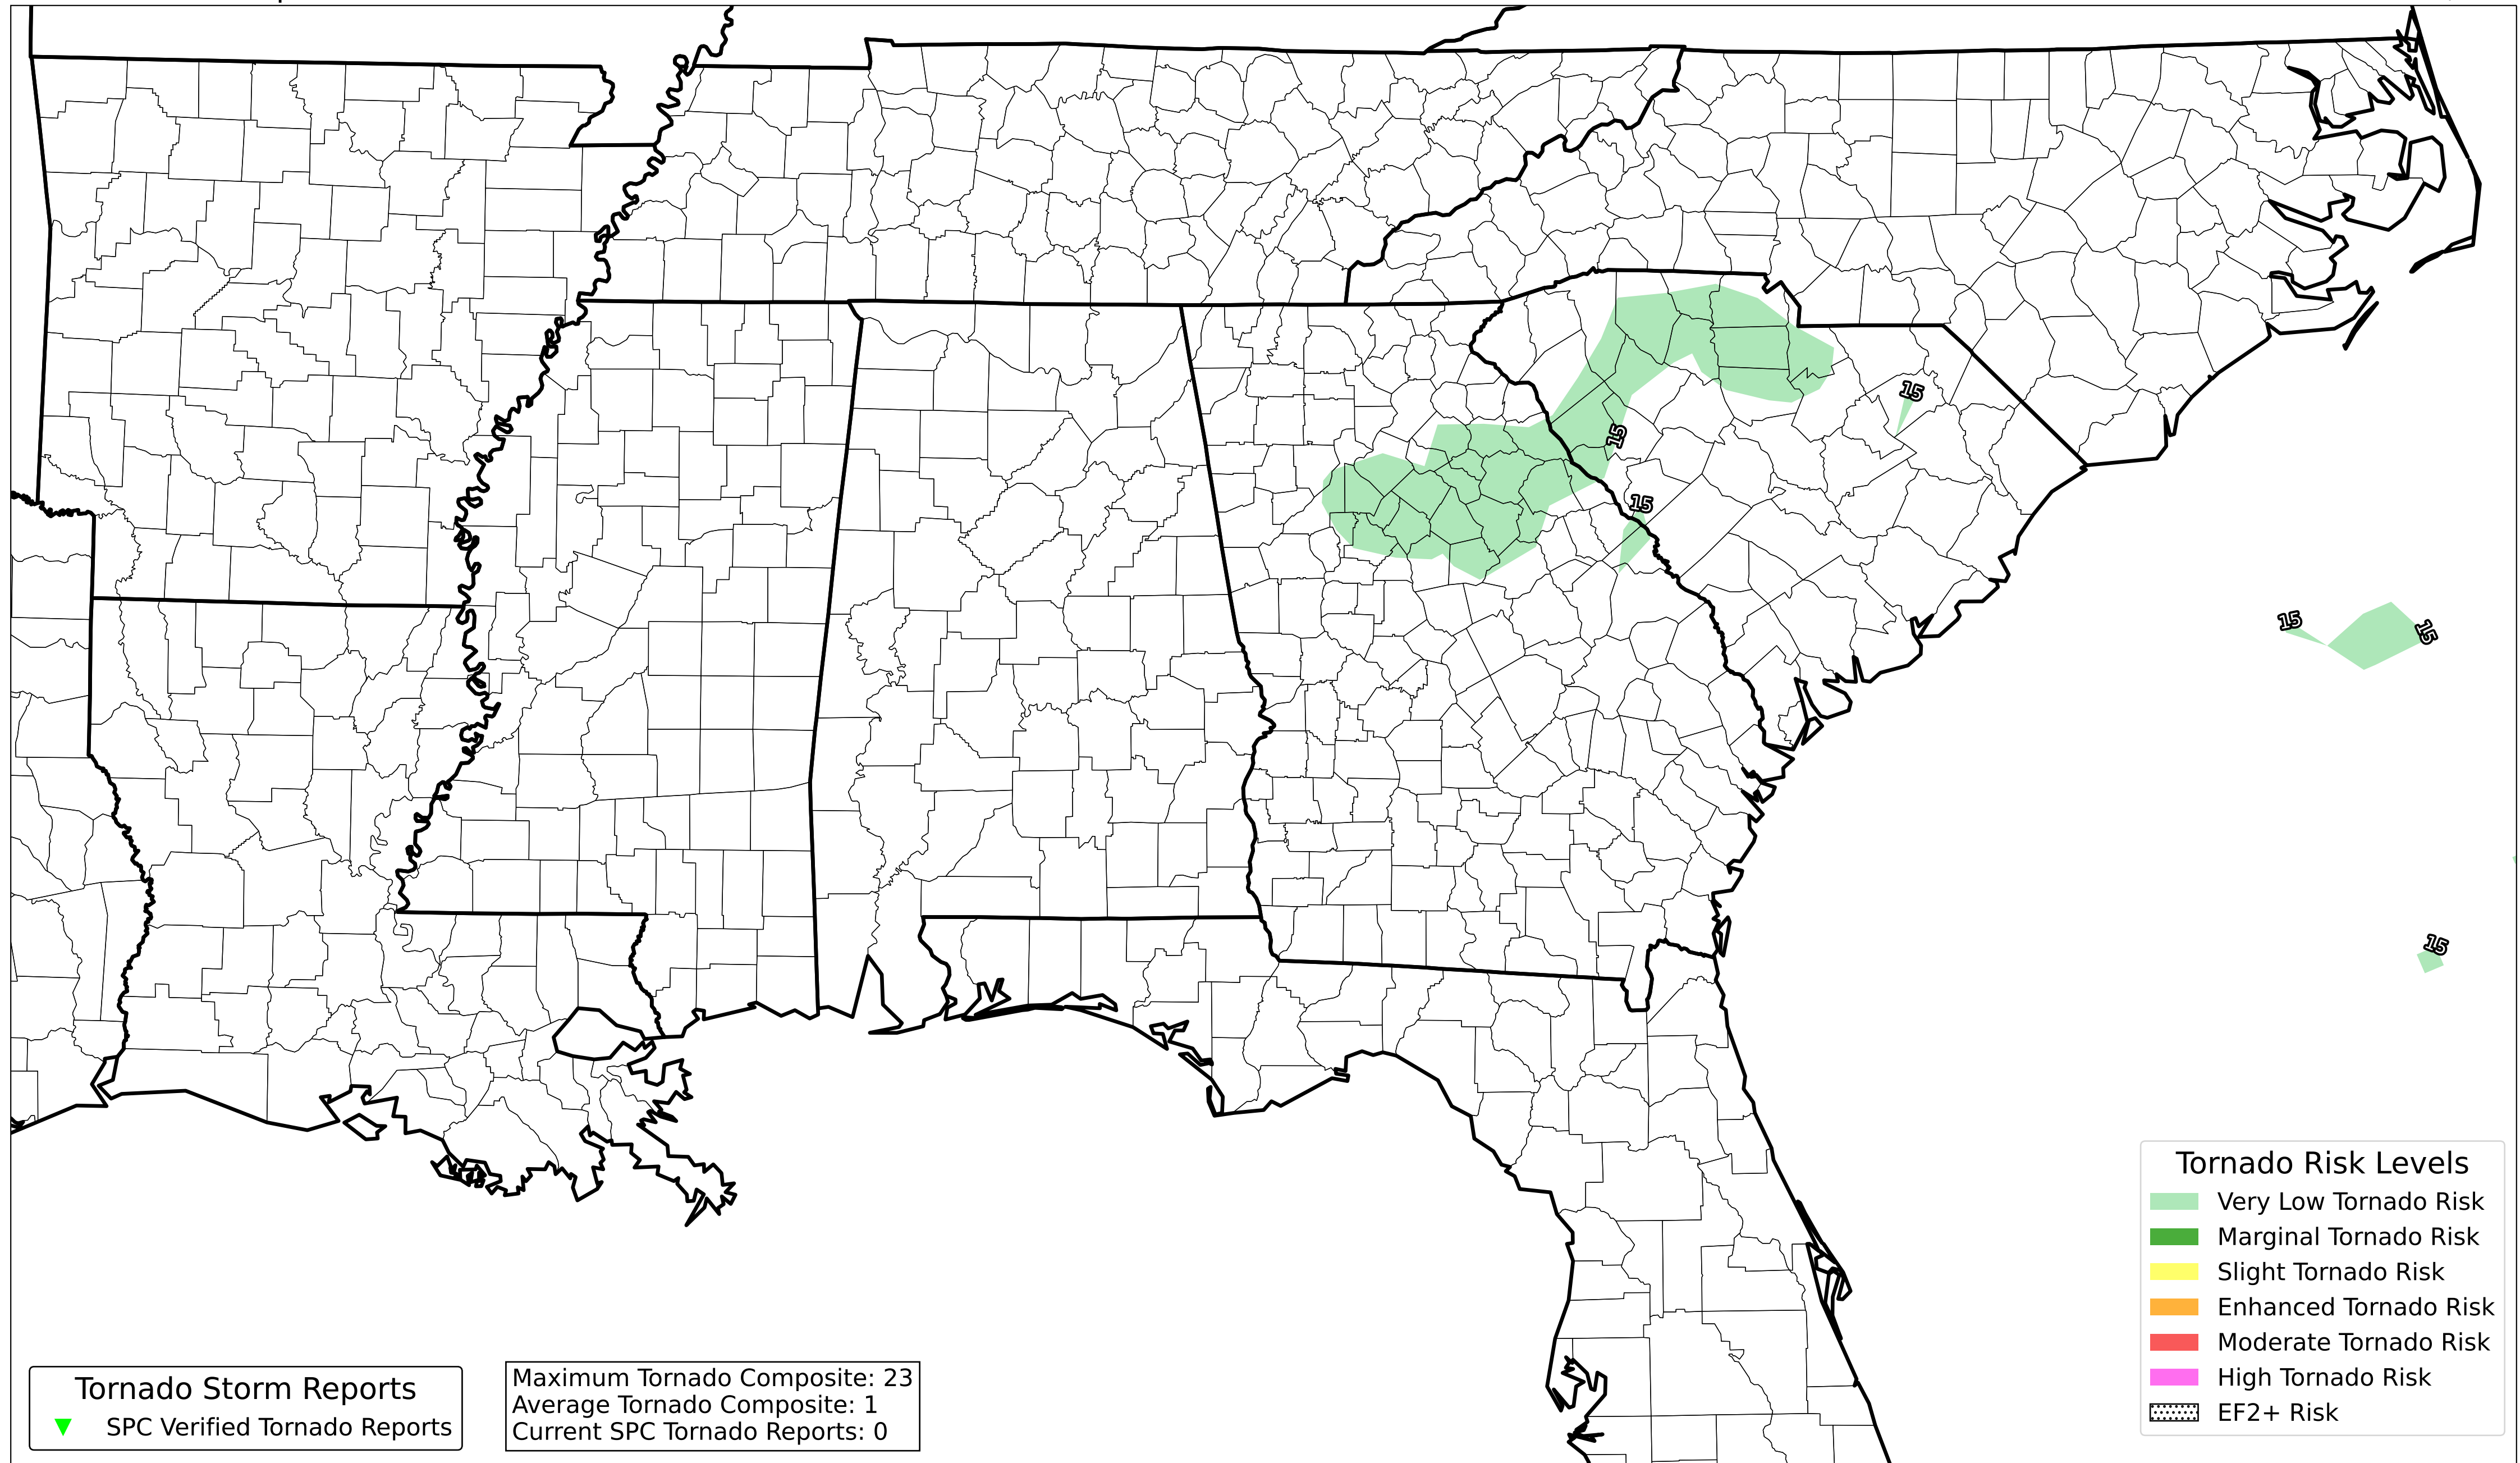 15
15
15
15
15
15
Tornado Risk Levels
Very Low Tornado Risk
Marginal Tornado Risk
Slight Tornado Risk
Enhanced Tornado Risk
Moderate Tornado Risk
High Tornado Risk
EF2+ Risk
Tornado Storm Reports
SPC Verified Tornado Reports
Maximum Tornado Composite: 23
Average Tornado Composite: 1
Current SPC Tornado Reports: 0